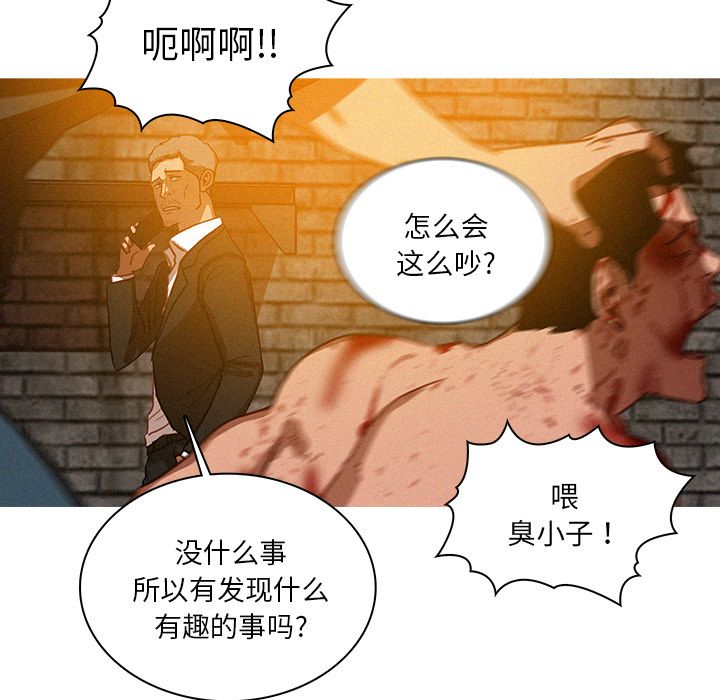 呃啊啊!!
怎么会
这么吵?
喂
臭小子！
没什么事
所以有发现什么
有趣的事吗?